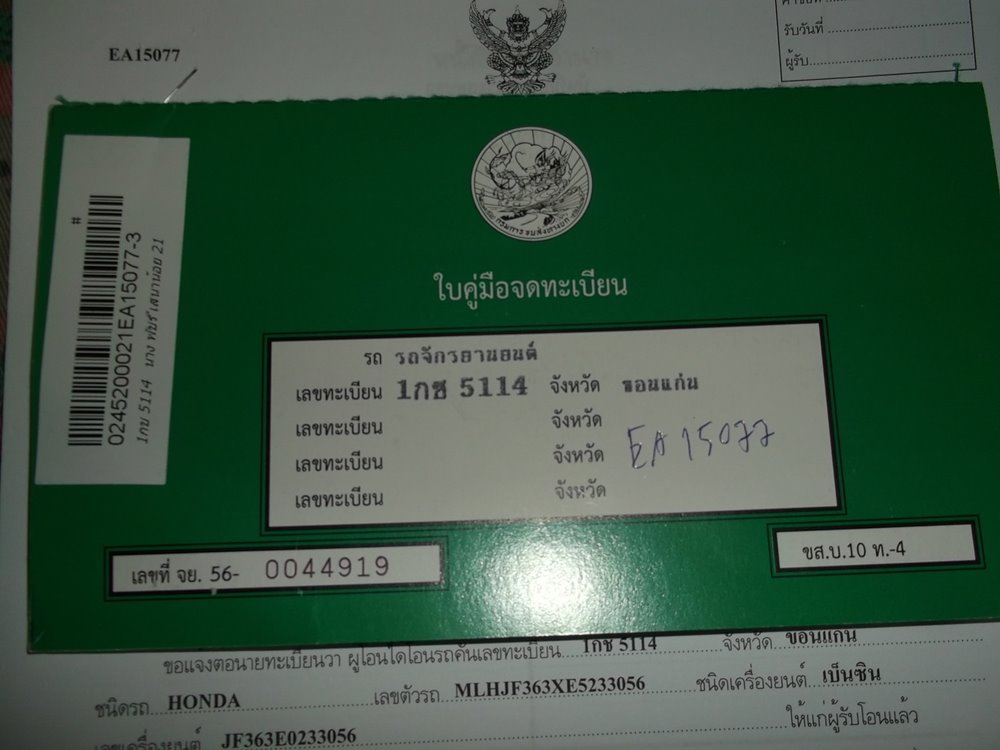 EA15077
รับวันที่
ผู้รับ
#
0245200021EA15077-3
1กช 5114 นาง
เสนาน้อย 21
ใบคู่มือจดทะเบียน
รถ รถจักรยานยนต์
เลขทะเบียน 1กช 5114 จังหวัด ขอนแก่น
เลขทะเบียน จังหวัด
เลขทะเบียน จังหวัด EA 15077
เลขทะเบียน จังหวัด
เลขที่ จย. 56- 0044919
ขส.บ.10 ท.-4
ขอแจ้งต่อนายทะเบียนว่า ผู้โอนได้โอนรถคันเลขทะเบียน 1กช 5114 จังหวัด ขอนแก่น
ชนิดรถ HONDA เลขตัวรถ MLHJF363XE5233056 ชนิดเครื่องยนต์ เบ็นซิน
เลขเครื่องยนต์ JF363E0233056 ให้แก่ผู้รับโอนแล้ว